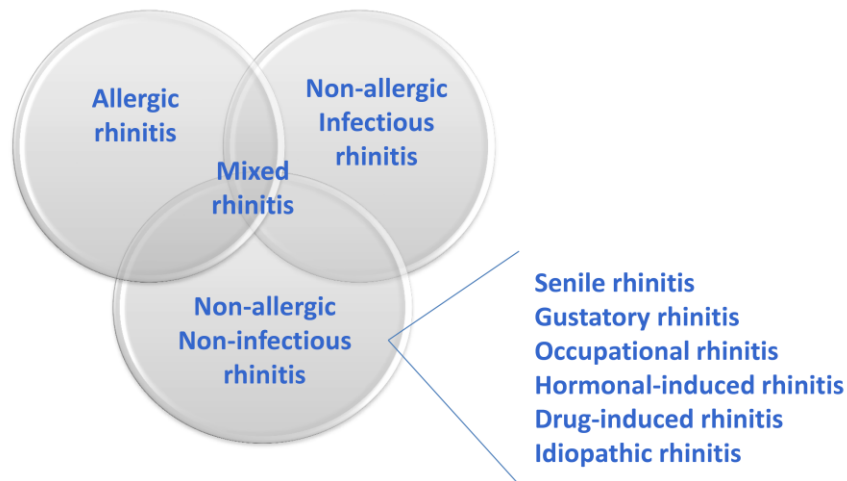 Allergic
rhinitis
Non-allergic
Infectious
rhinitis
Mixed
rhinitis
Non-allergic
Non-infectious
rhinitis
Senile rhinitis
Gustatory rhinitis
Occupational rhinitis
Hormonal-induced rhinitis
Drug-induced rhinitis
Idiopathic rhinitis